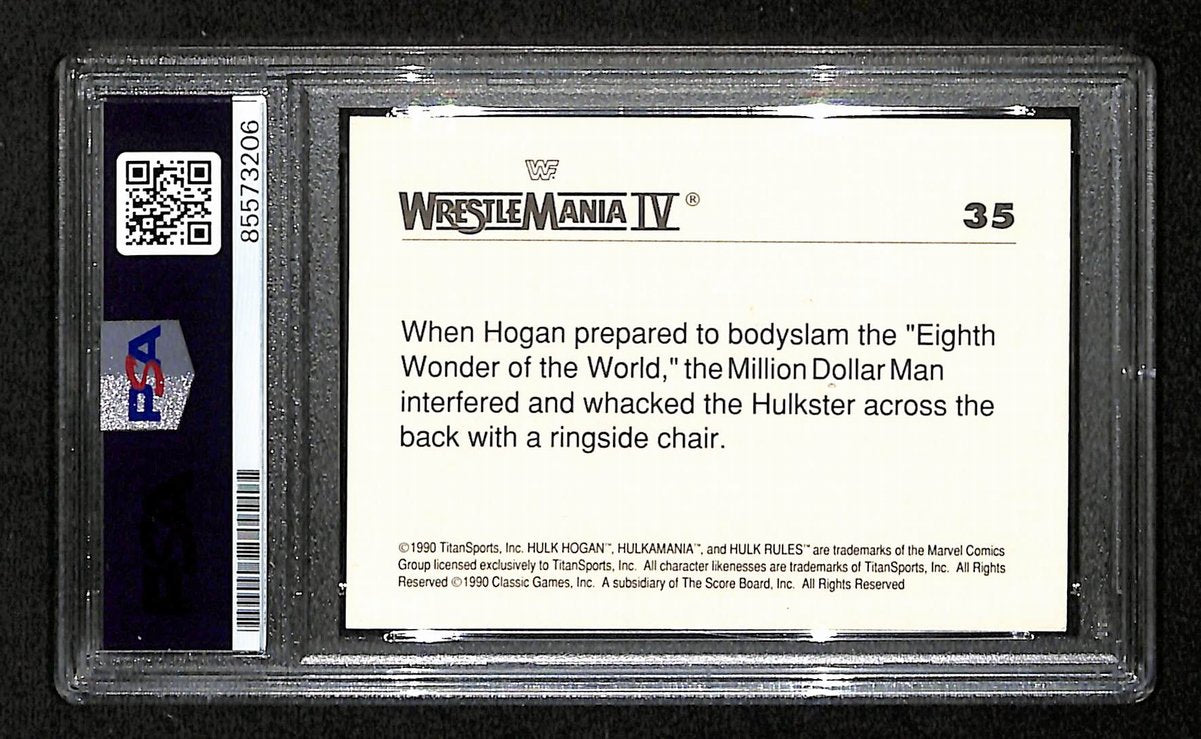 85573206
PSA
PSA
WF
WRESTLEMANIA IV ®
35
When Hogan prepared to bodyslam the "Eighth
Wonder of the World," the Million Dollar Man
interfered and whacked the Hulkster across the
back with a ringside chair.
©1990 TitanSports, Inc. HULK HOGAN™, HULKAMANIA™, and HULK RULES™ are trademarks of the Marvel Comics
Group licensed exclusively to TitanSports, Inc. All character likenesses are trademarks of TitanSports, Inc. All Rights
Reserved ©1990 Classic Games, Inc. A subsidiary of The Score Board, Inc. All Rights Reserved